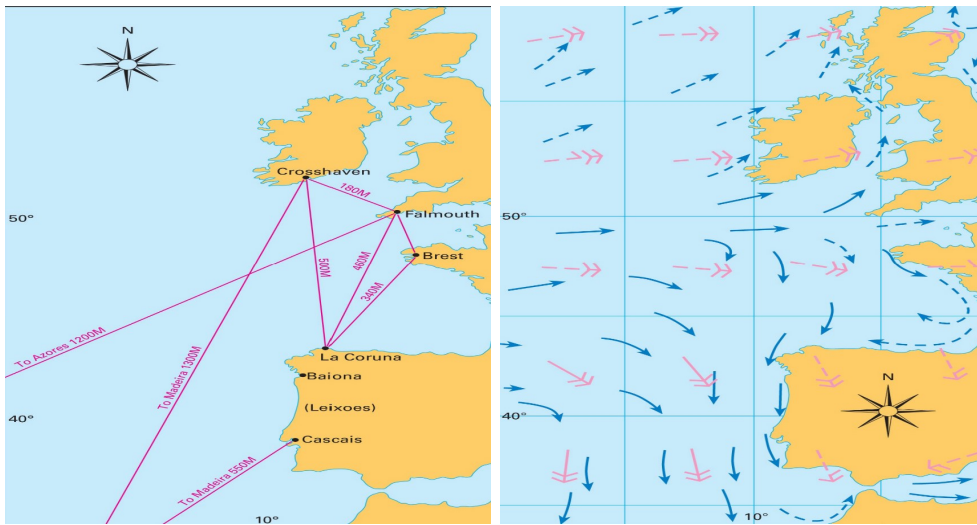 N
Crosshaven
180M
50°
Falmouth
Brest
500M
460M
340M
To Azores 1200M
To Madeira 1300M
La Coruna
Baiona
(Leixoes)
40°
Cascais
To Madeira 550M
10°
50°
N
40°
10°